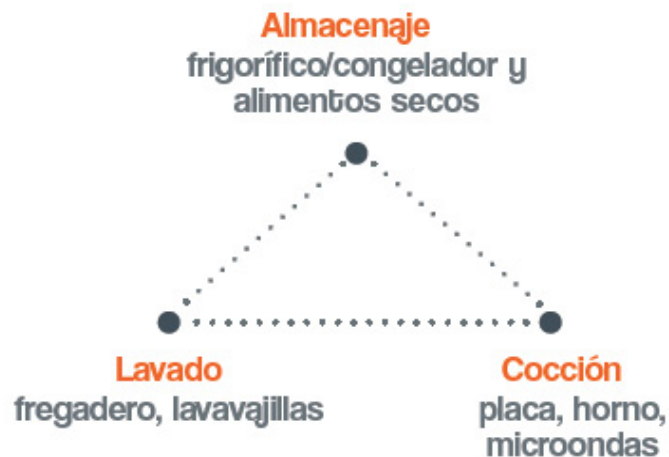 Almacenaje
frigorífico/congelador y
alimentos secos
Lavado
fregadero, lavavajillas
Cocción
placa, horno,
microondas